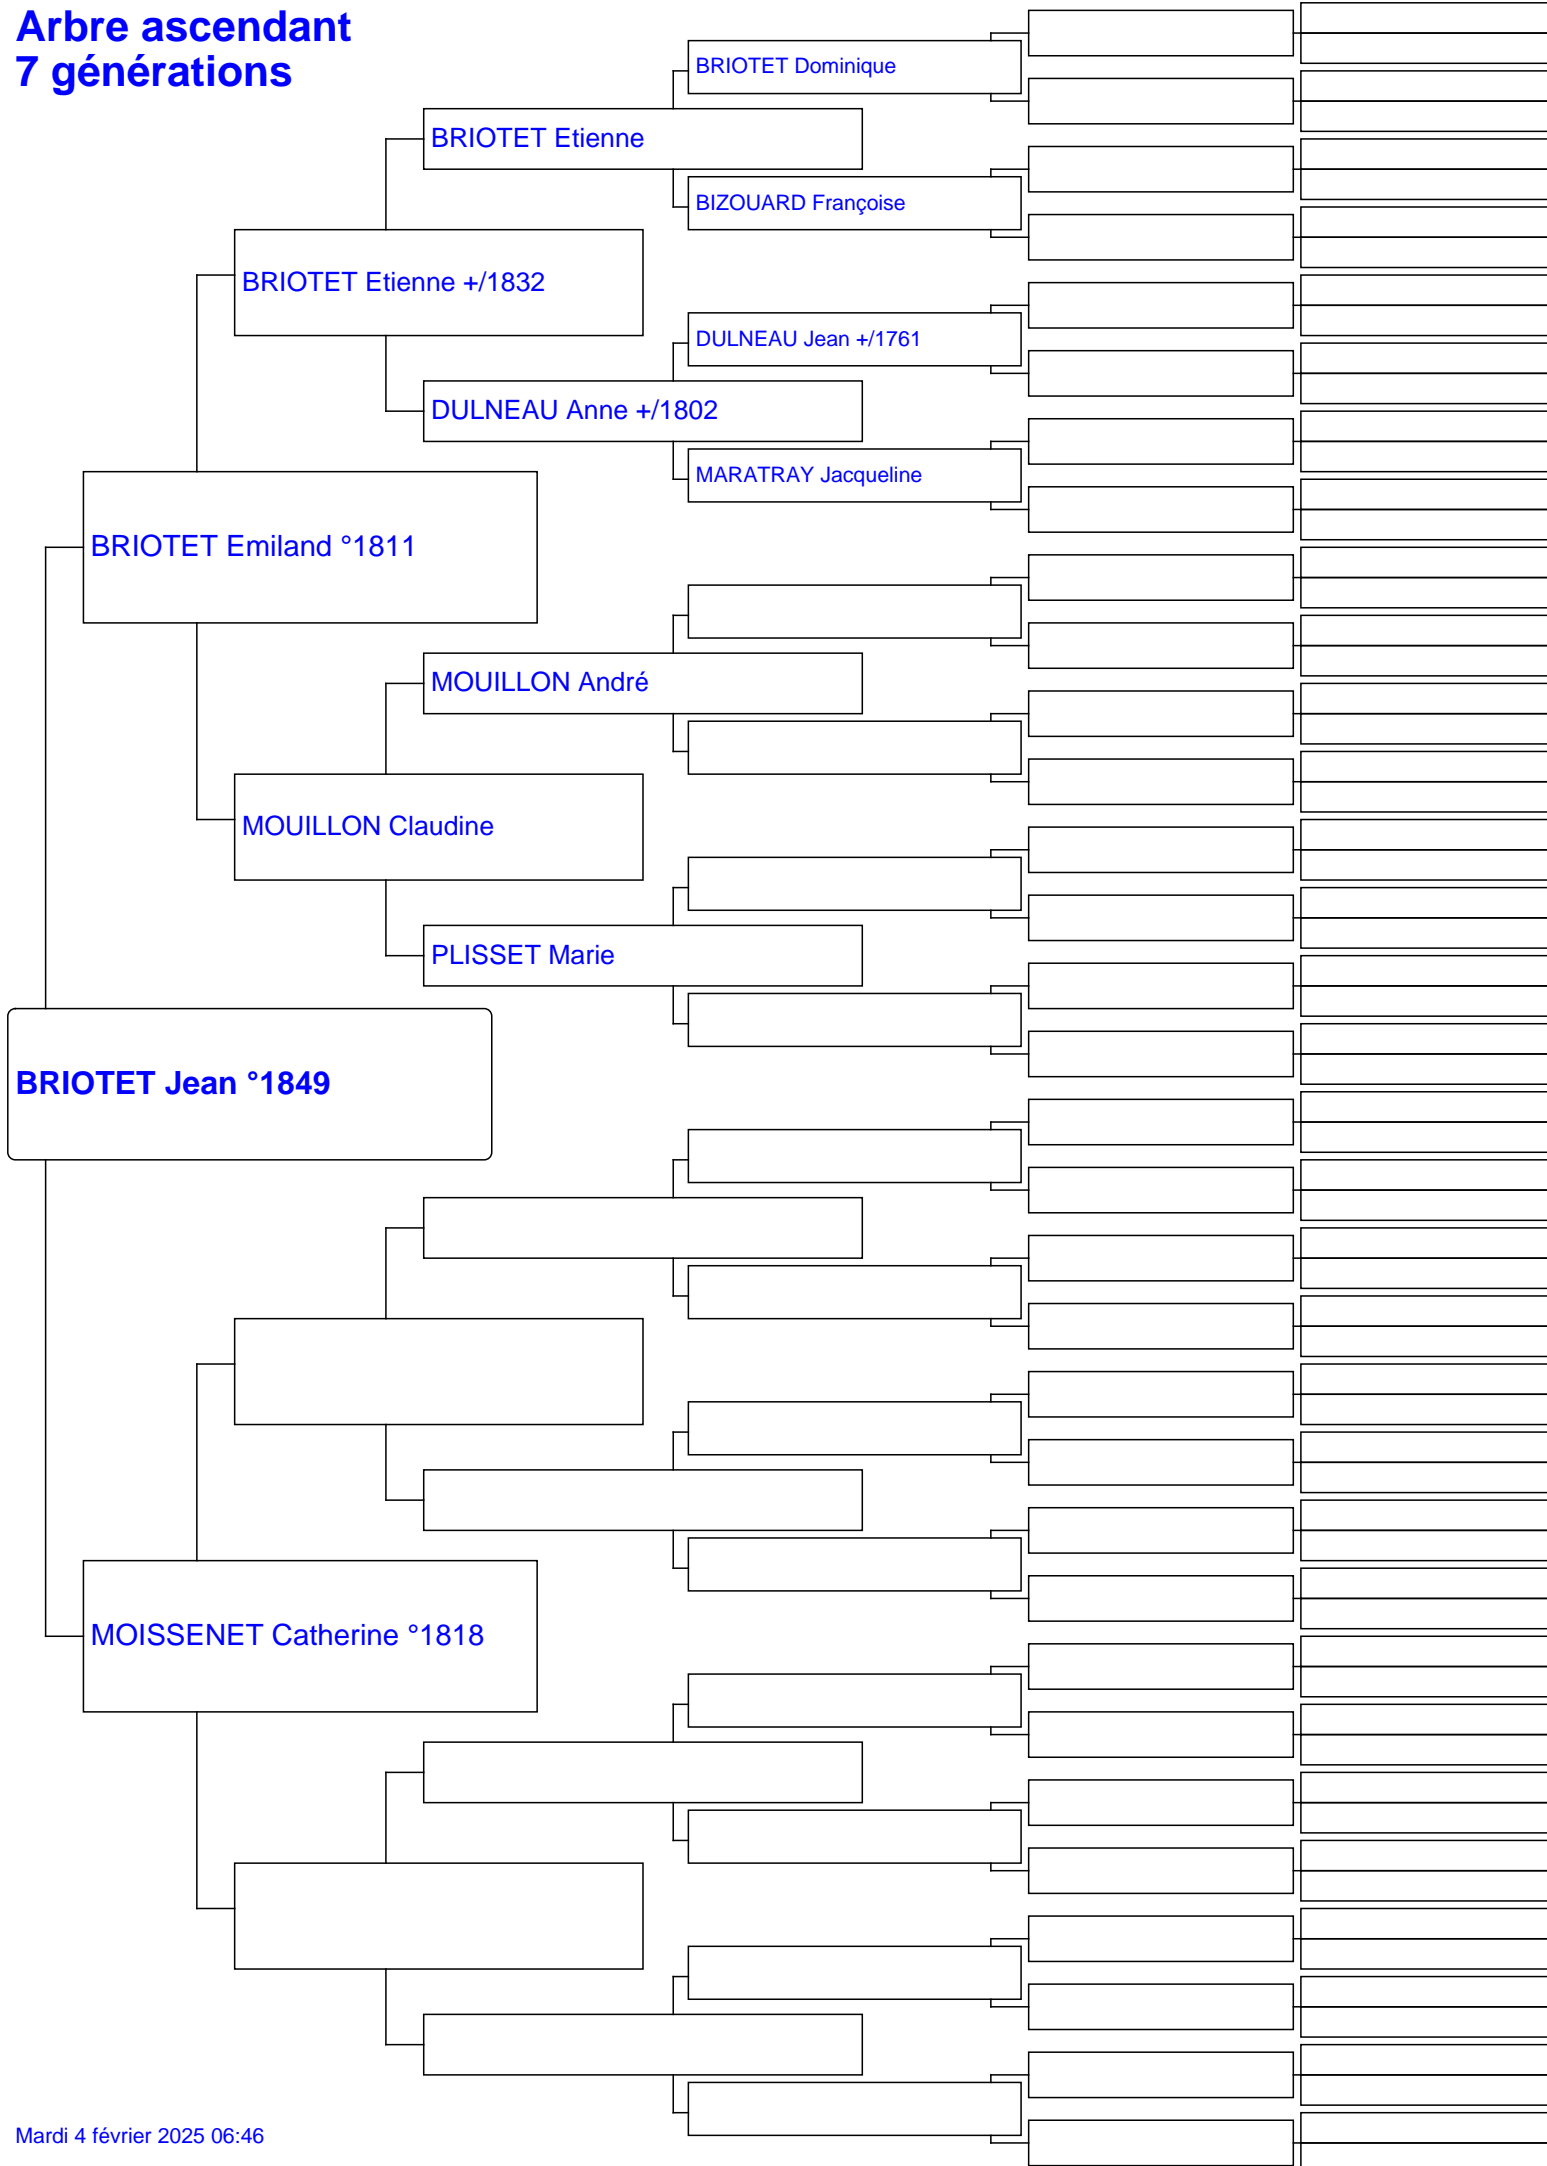 Arbre ascendant
7 générations
BRIOTET Dominique
BRIOTET Etienne
BIZOUARD Françoise
BRIOTET Etienne +/1832
DULNEAU Jean +/1761
DULNEAU Anne +/1802
MARATRAY Jacqueline
BRIOTET Emiland °1811
MOUILLON André
MOUILLON Claudine
PLISSET Marie
BRIOTET Jean °1849
MOISSENET Catherine °1818
Mardi 4 février 2025 06:46